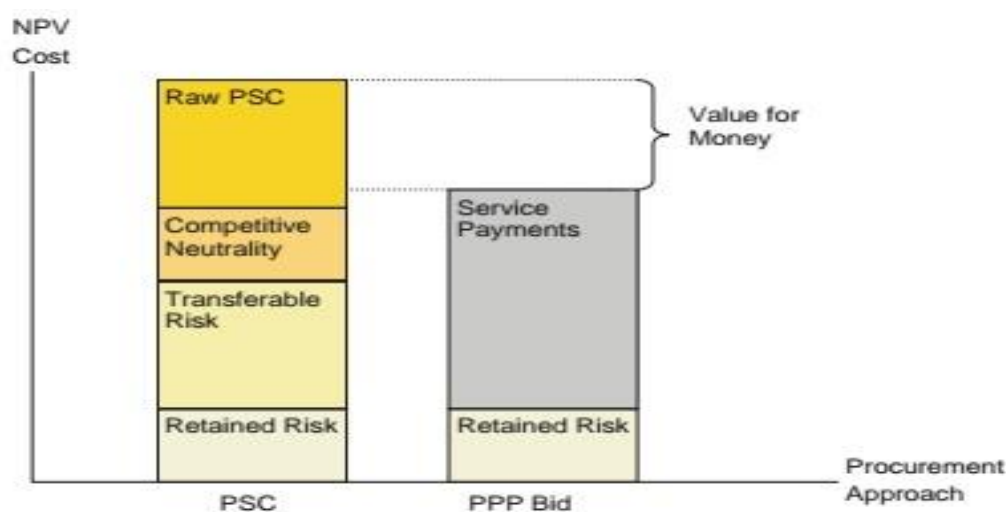 NPV
Cost
Raw PSC
Value for
Money
Competitive
Neutrality
Service
Payments
Transferable
Risk
Retained Risk
Retained Risk
Procurement
Approach
PSC
PPP Bid